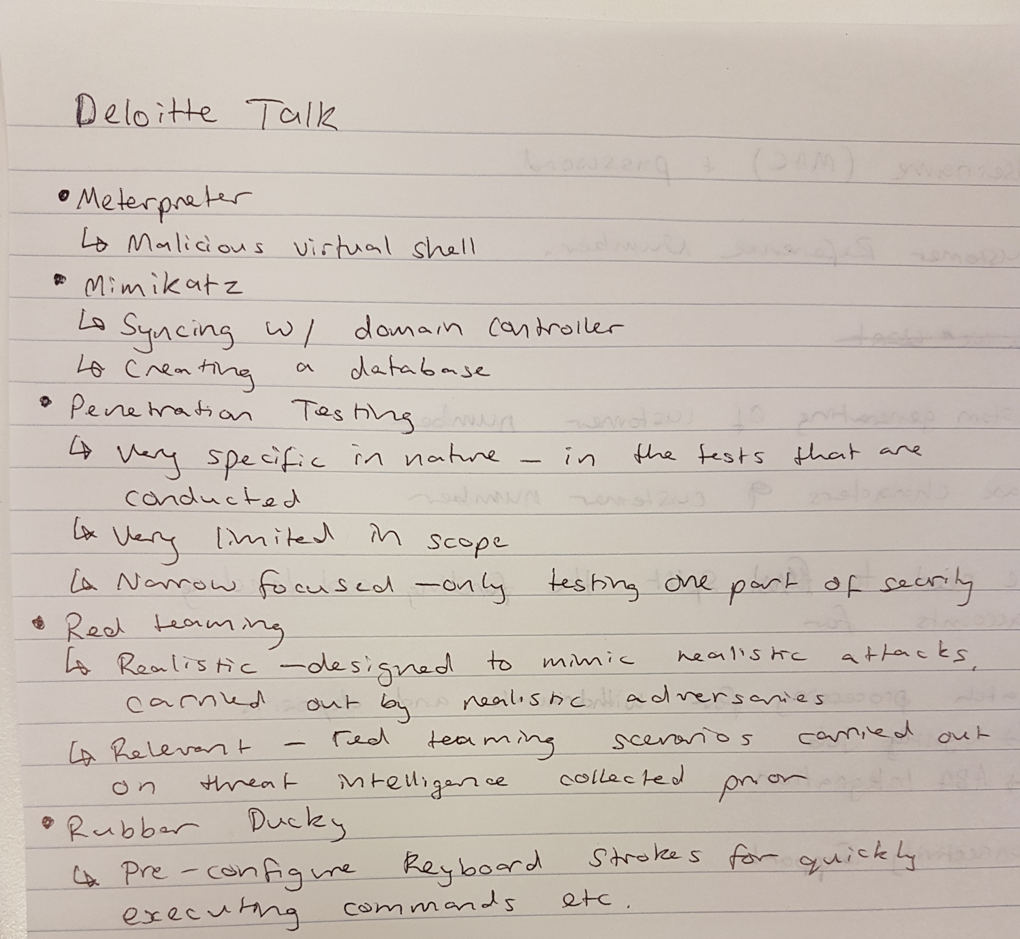 Deloitte Talk
• Meterpreter
↳ Malicious virtual shell
• Mimikatz
↳ Syncing w/ domain controller
↳ Creating a database
• Penetration Testing
↳ Very specific in nature – in the tests that are
conducted
↳ Very limited in scope
↳ Narrow focused – only testing one part of secrity
• Red teaming
↳ Realistic – designed to mimic realistic attacks,
carried out by realistic adversaries
↳ Relevant – red teaming scenarios carried out
on threat intelligence collected prior
• Rubber Ducky
↳ Pre-configure Keyboard strokes for quickly
executing commands etc.